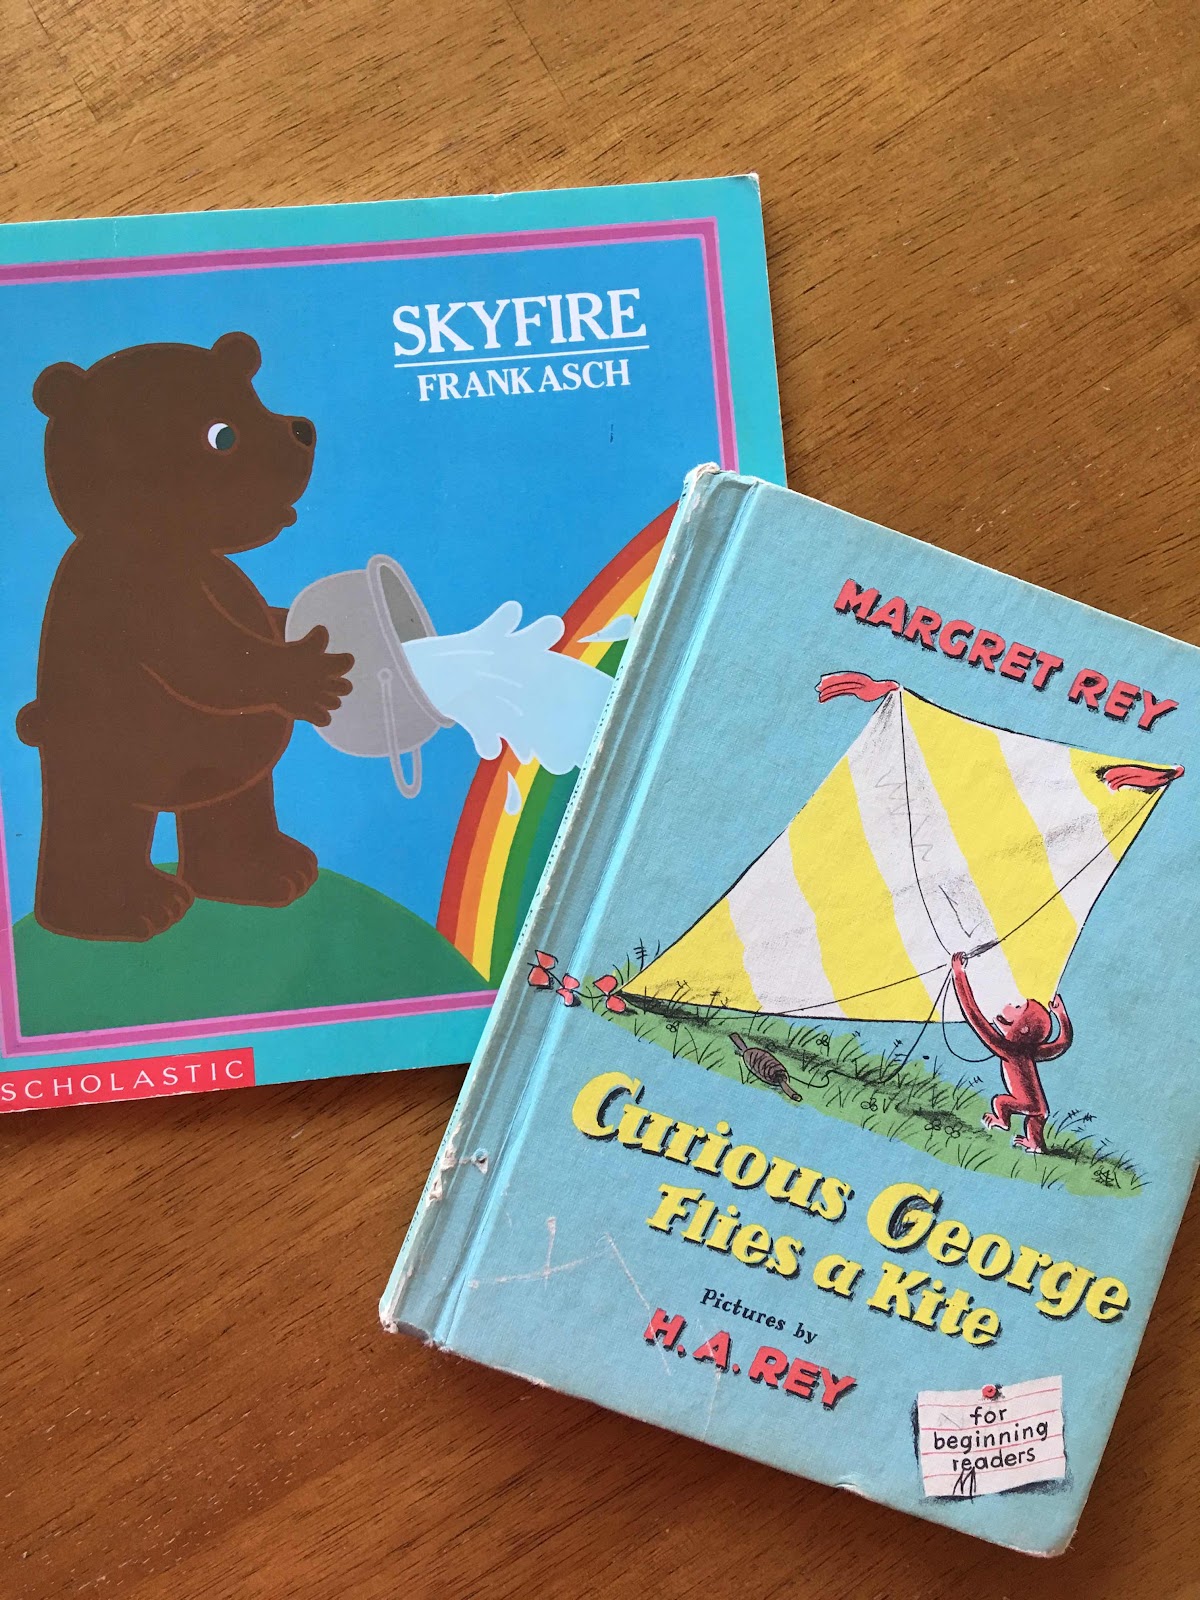 SKYFIRE
FRANK ASCH
SCHOLASTIC
MARGRET REY
Curious George
Flies a Kite
Pictures by
H. A. REY
for
beginning
readers